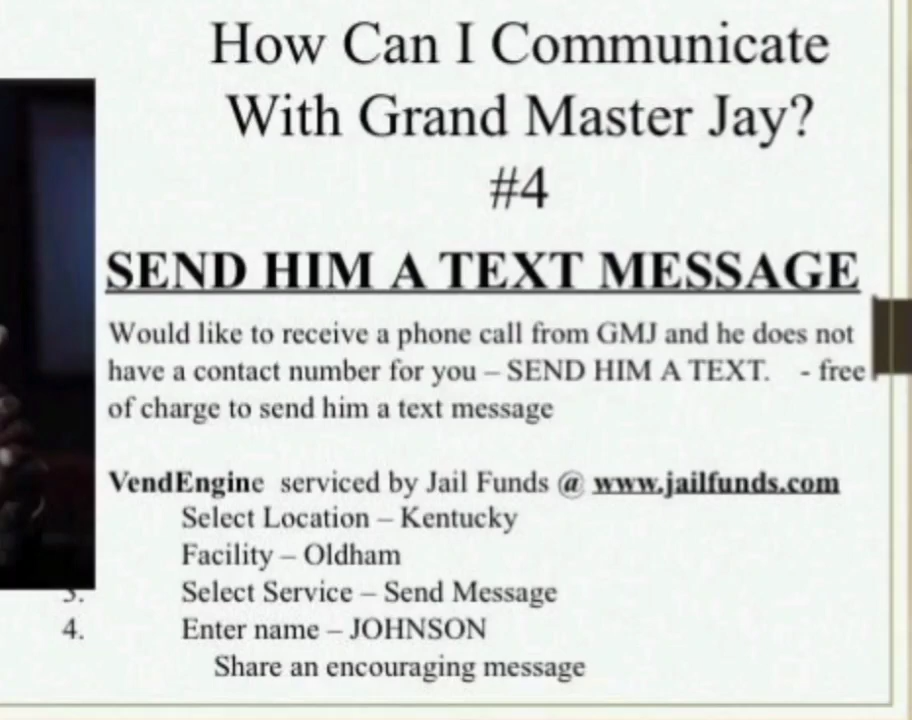 How Can I Communicate
With Grand Master Jay?
#4
SEND HIM A TEXT MESSAGE
Would like to receive a phone call from GMJ and he does not
have a contact number for you – SEND HIM A TEXT. - free
of charge to send him a text message
VendEngine serviced by Jail Funds @ www.jailfunds.com
Select Location – Kentucky
Facility – Oldham
3. Select Service – Send Message
4. Enter name – JOHNSON
Share an encouraging message